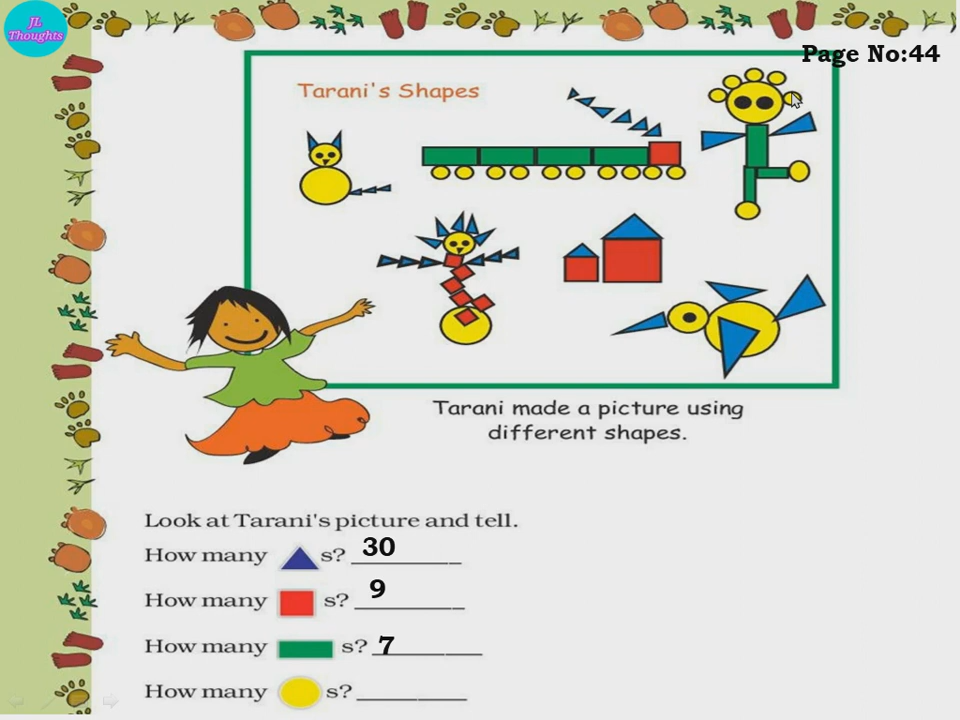 JL
Thoughts
Page No:44
Tarani's Shapes
Tarani made a picture using
different shapes.
Look at Tarani's picture and tell.
How many s? 30
How many s? 9
How many s? 7
How many s?